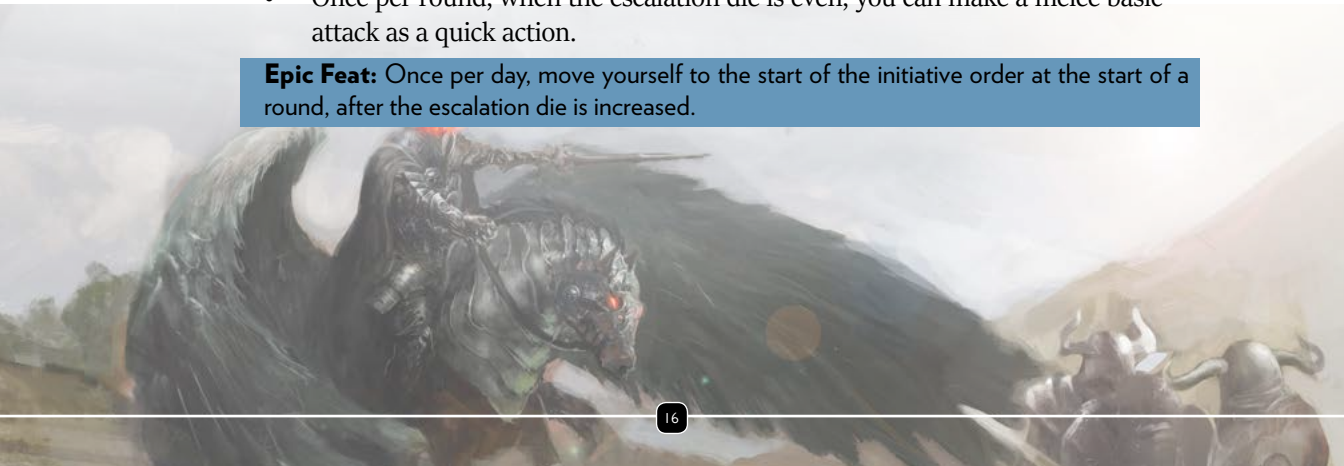 Once per round, when the escalation die is even, you can make a melee basic
attack as a quick action.
Epic Feat: Once per day, move yourself to the start of the initiative order at the start of a
round, after the escalation die is increased.
16